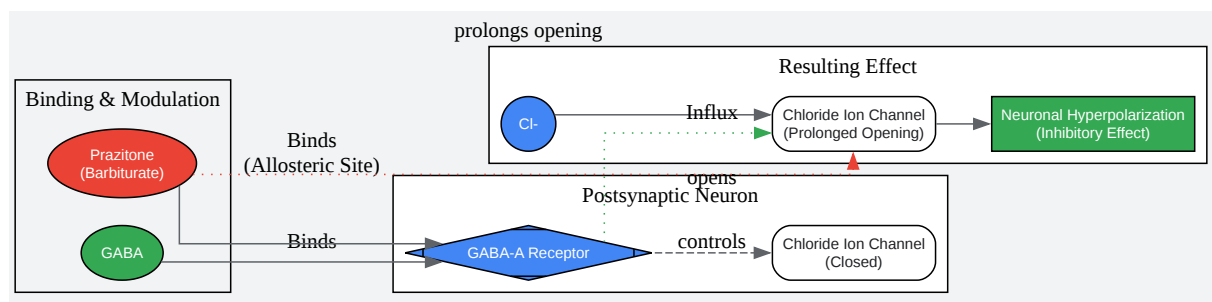 prolongs opening
Resulting Effect
Binding & Modulation
Cl-
Influx
Chloride Ion Channel
(Prolonged Opening)
Neuronal Hyperpolarization
(Inhibitory Effect)
Prazitone
(Barbiturate)
Binds
(Allosteric Site)
opens
Postsynaptic Neuron
GABA
Binds
GABA-A Receptor
controls
Chloride Ion Channel
(Closed)